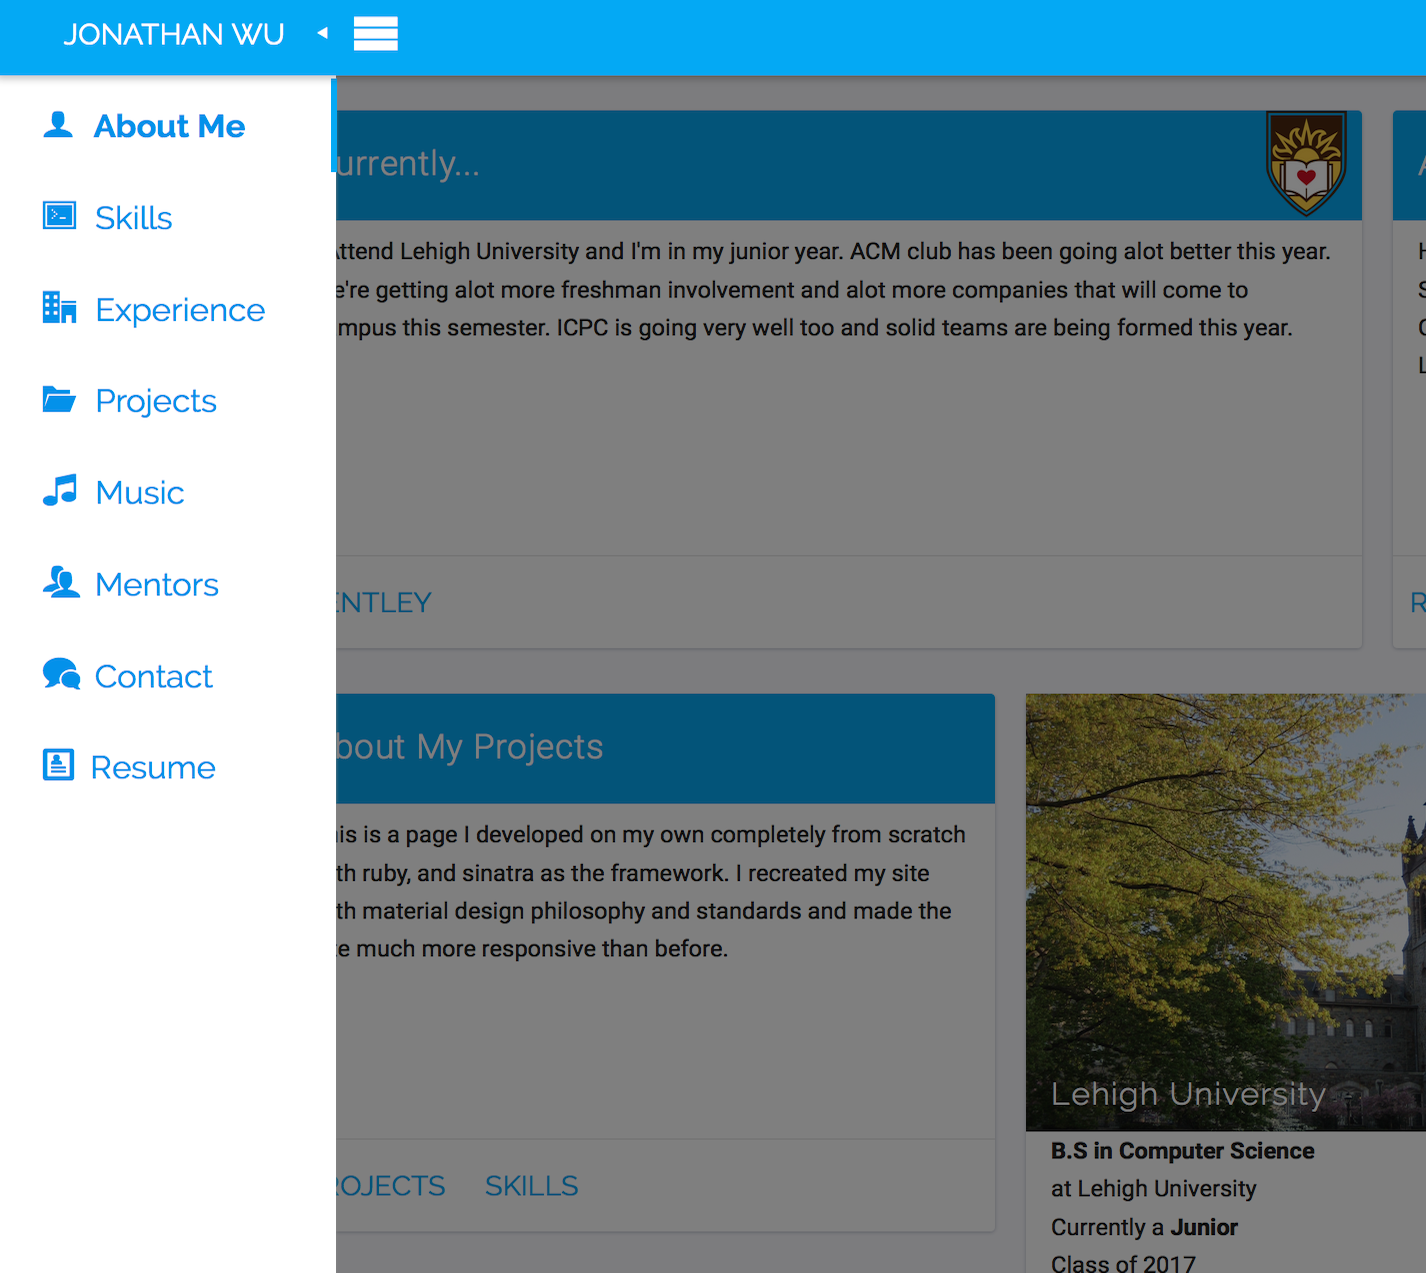 JONATHAN WU
About Me
Skills
Experience
Projects
Music
Mentors
Contact
Resume
urrently...
ttend Lehigh University and I'm in my junior year. ACM club has been going alot better this year.
e're getting alot more freshman involvement and alot more companies that will come to
mpus this semester. ICPC is going very well too and solid teams are being formed this year.
ENTLEY
bout My Projects
is is a page I developed on my own completely from scratch
th ruby, and sinatra as the framework. I recreated my site
th material design philosophy and standards and made the
e much more responsive than before.
ROJECTS SKILLS
Lehigh University
B.S in Computer Science
at Lehigh University
Currently a Junior
Class of 2017